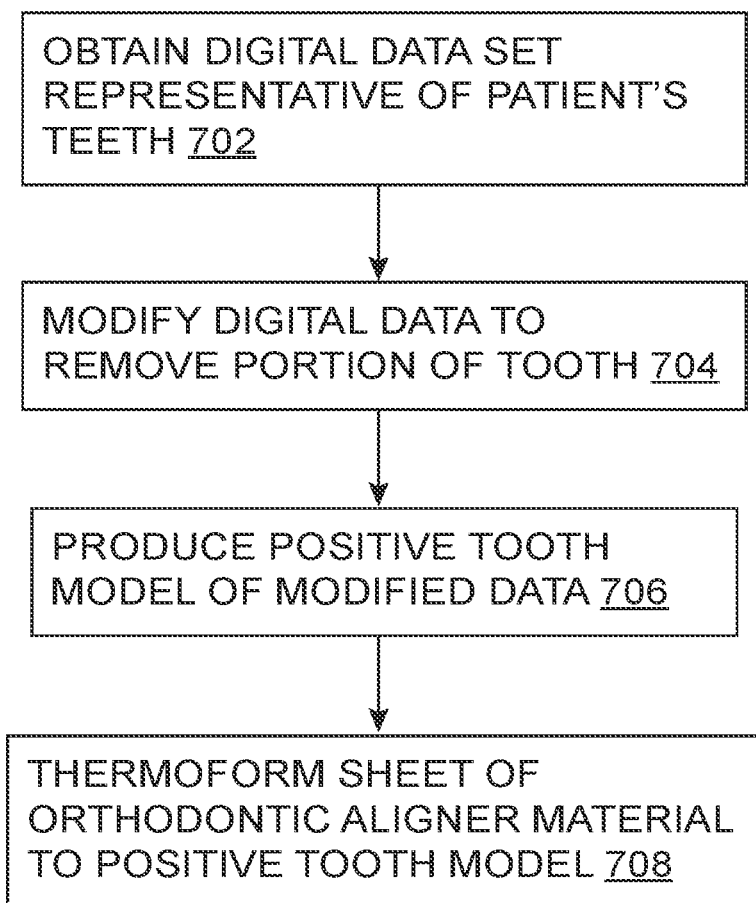 OBTAIN DIGITAL DATA SET
REPRESENTATIVE OF PATIENT'S
TEETH 702
MODIFY DIGITAL DATA TO
REMOVE PORTION OF TOOTH 704
PRODUCE POSITIVE TOOTH
MODEL OF MODIFIED DATA 706
THERMOFORM SHEET OF
ORTHODONTIC ALIGNER MATERIAL
TO POSITIVE TOOTH MODEL 708